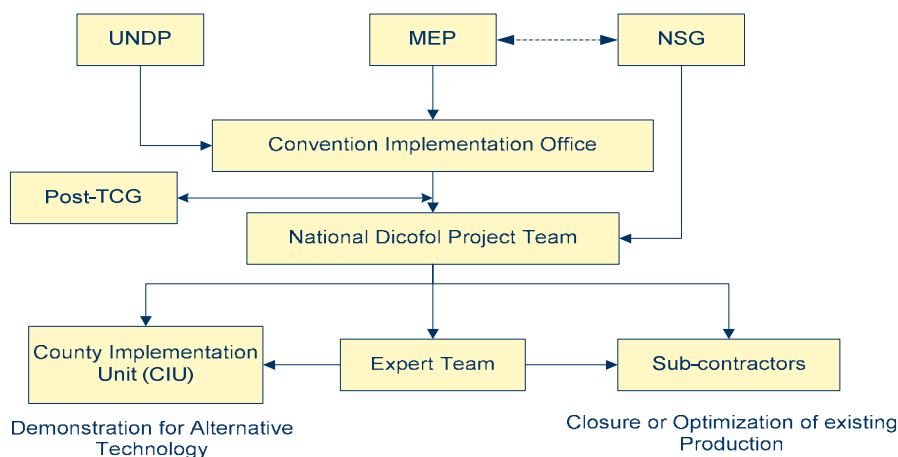 UNDP
MEP
NSG
Convention Implementation Office
Post-TCG
National Dicofol Project Team
County Implementation
Unit (CIU)
Expert Team
Sub-contractors
Demonstration for Alternative
Technology
Closure or Optimization of existing
Production